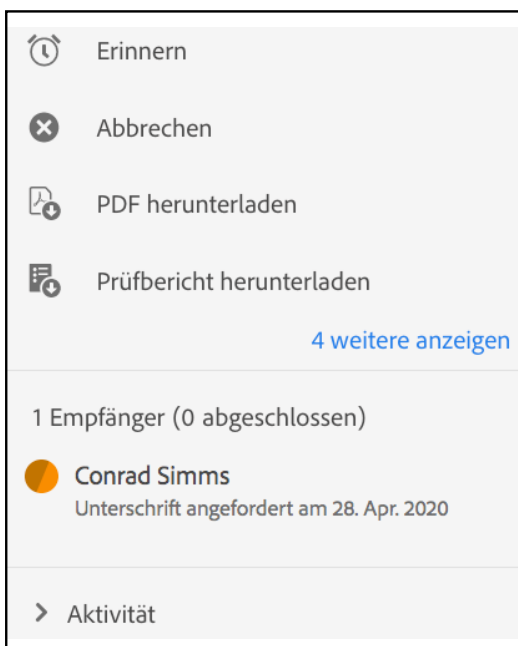 Erinnern
Abbrechen
PDF herunterladen
Prüfbericht herunterladen
4 weitere anzeigen
1 Empfänger (0 abgeschlossen)
Conrad Simms
Unterschrift angefordert am 28. Apr. 2020
Aktivität